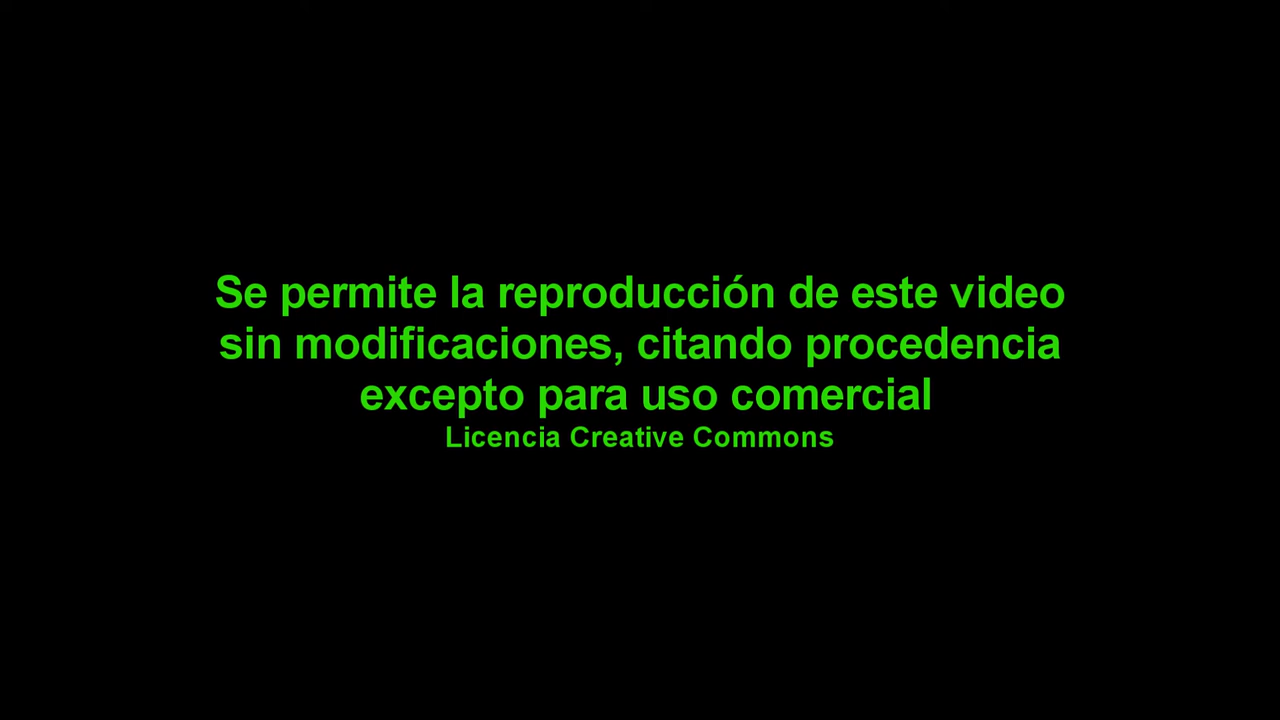 Se permite la reproducción de este video
sin modificaciones, citando procedencia
excepto para uso comercial
Licencia Creative Commons